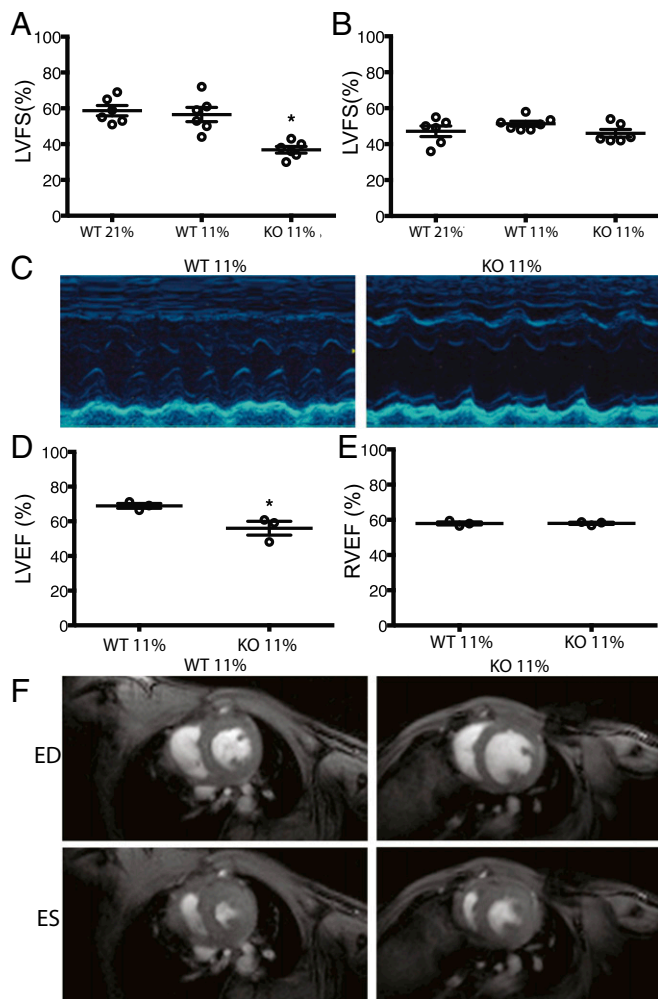 A
LVFS(%)
100
80
60
40
20
0
*
WT 21%
WT 11%
KO 11%
B
LVFS(%)
100
80
60
40
20
0
WT 21%
WT 11%
KO 11%
C
WT 11%
KO 11%
D
LVEF (%)
100
80
60
40
20
0
*
WT 11%
KO 11%
E
RVEF (%)
100
80
60
40
20
0
WT 11%
KO 11%
F
WT 11%
KO 11%
ED
ES